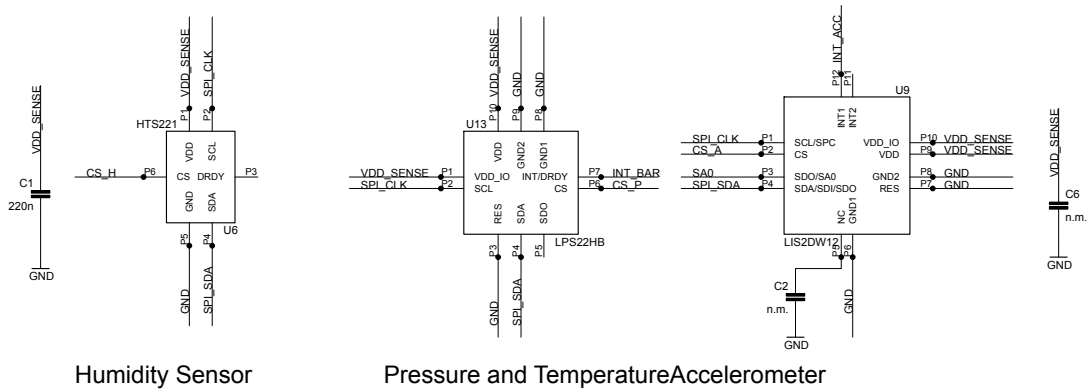 VDD_SENSE
C1
220n
GND
VDD_SENSE
SPI_CLK
P1
P2
HTS221
VDD
SCL
CS_H
P6
CS
DRDY
P3
GND
SDA
U6
P5
P4
GND
SPI_SDA
Humidity Sensor
VDD_SENSE
GND
GND
P10
P9
P8
U13
VDD
GND2
GND1
VDD_SENSE
P1
VDD_IO
INT/DRDY
P7
INT_BAR
SPI_CLK
P2
SCL
CS
P6
CS_P
RES
SDA
SDO
LPS22HB
P3
P4
P5
GND
SPI_SDA
Pressure and TemperatureAccelerometer
INT_ACC
P12
P11
U9
INT1
INT2
SPI_CLK
P1
SCL/SPC
VDD_IO
P10
VDD_SENSE
CS_A
P2
CS
VDD
P9
VDD_SENSE
SA0
P3
SDO/SA0
GND2
P8
GND
SPI_SDA
P4
SDA/SDI/SDO
RES
P7
GND
NC
GND1
LIS2DW12
P5
P6
C2
n.m.
GND
GND
VDD_SENSE
C6
n.m.
GND